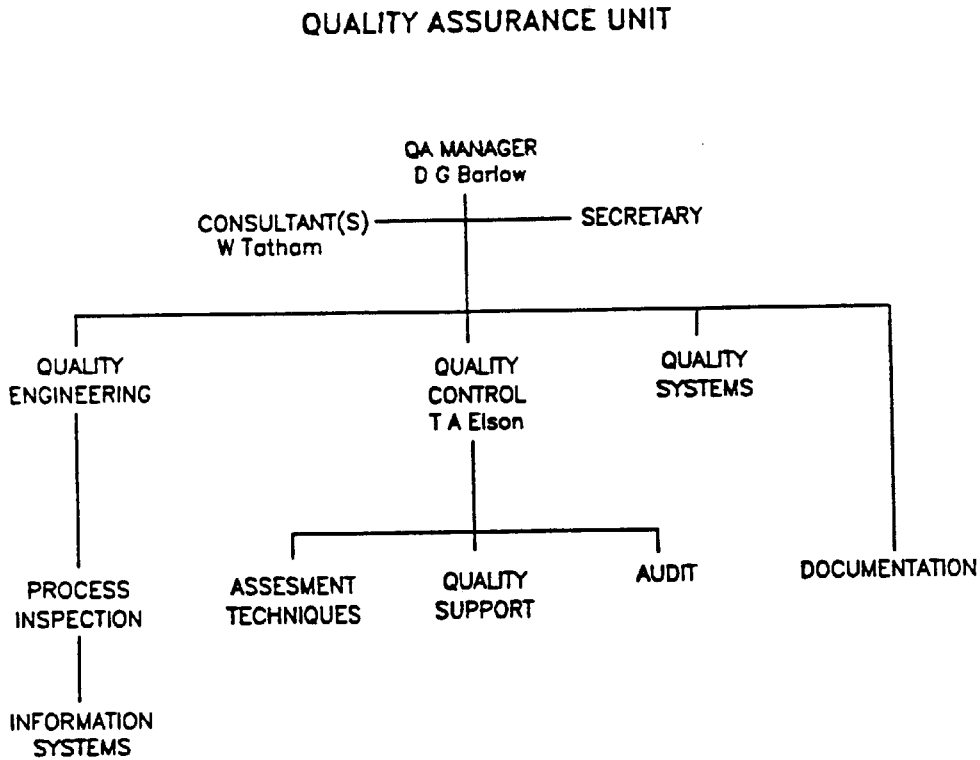 QUALITY ASSURANCE UNIT
QA MANAGER
D G Barlow
CONSULTANT(S)
W Tatham
SECRETARY
QUALITY
ENGINEERING
QUALITY
CONTROL
T A Elson
QUALITY
SYSTEMS
PROCESS
INSPECTION
ASSESMENT
TECHNIQUES
QUALITY
SUPPORT
AUDIT
DOCUMENTATION
INFORMATION
SYSTEMS